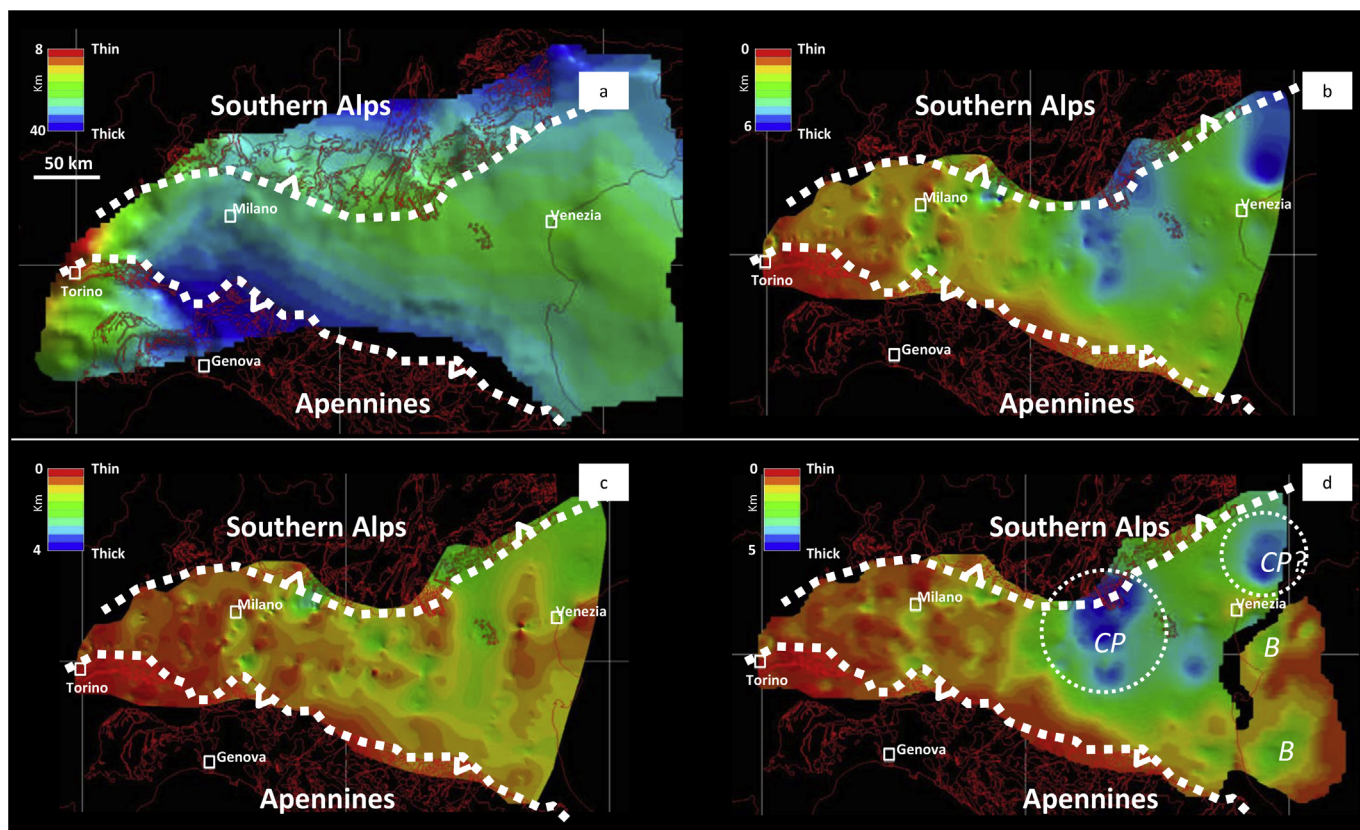 8
Thin
Km
40
Thick
50 km
Southern Alps
a
Milano
Venezia
Torino
Genova
Apennines
0
Thin
Km
6
Thick
Southern Alps
b
Milano
Venezia
Torino
Genova
Apennines
0
Thin
Km
4
Thick
Southern Alps
c
Milano
Venezia
Torino
Genova
Apennines
0
Thin
Km
5
Thick
Southern Alps
d
CP?
Milano
Venezia
CP
B
Torino
Genova
B
Apennines